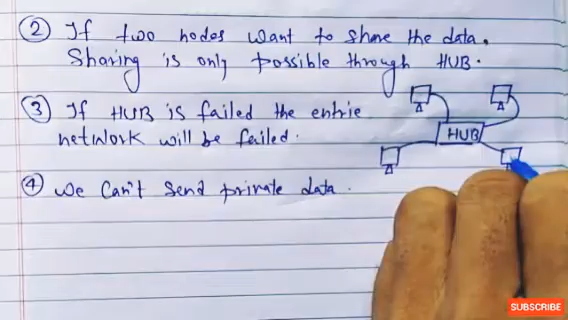 ② If two nodes want to share the data.
Sharing is only possible through HUB.
③ If HUB is failed the entrie
network will be failed.
HUB
④ We can't send private data.
SUBSCRIBE